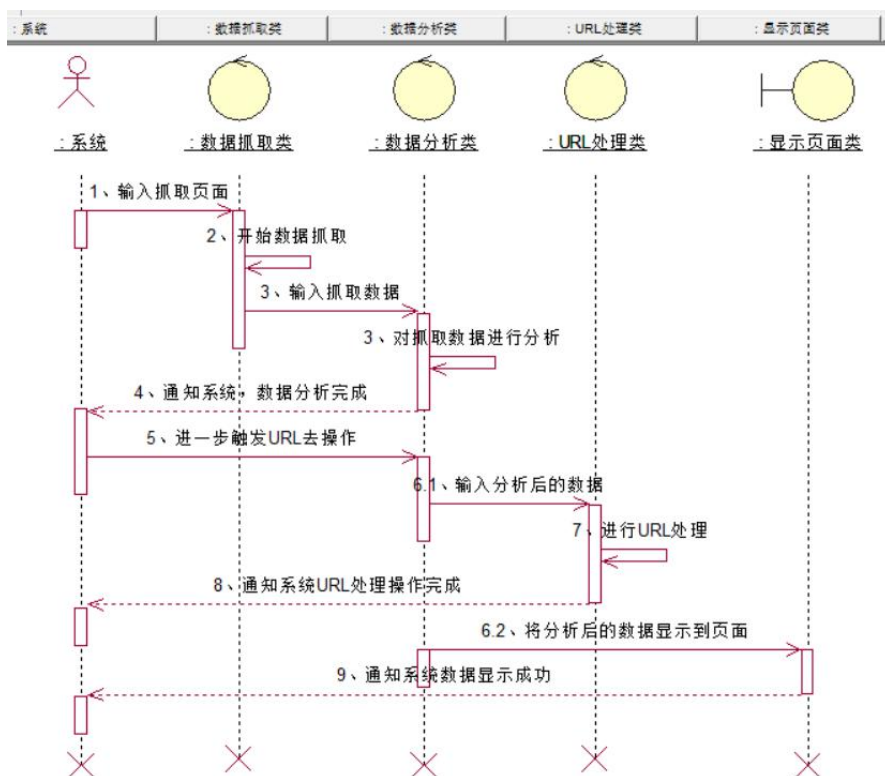 : 系统
: 数据抓取类
: 数据分析类
: URL处理类
: 显示页面类
: 系统
: 数据抓取类
: 数据分析类
: URL处理类
: 显示页面类
1、输入抓取页面
2、开始数据抓取
3、输入抓取数据
3、对抓取数据进行分析
4、通知系统，数据分析完成
5、进一步触发URL去操作
6.1、输入分析后的数据
7、进行URL处理
8、通知系统URL处理操作完成
6.2、将分析后的数据显示到页面
9、通知系统数据显示成功